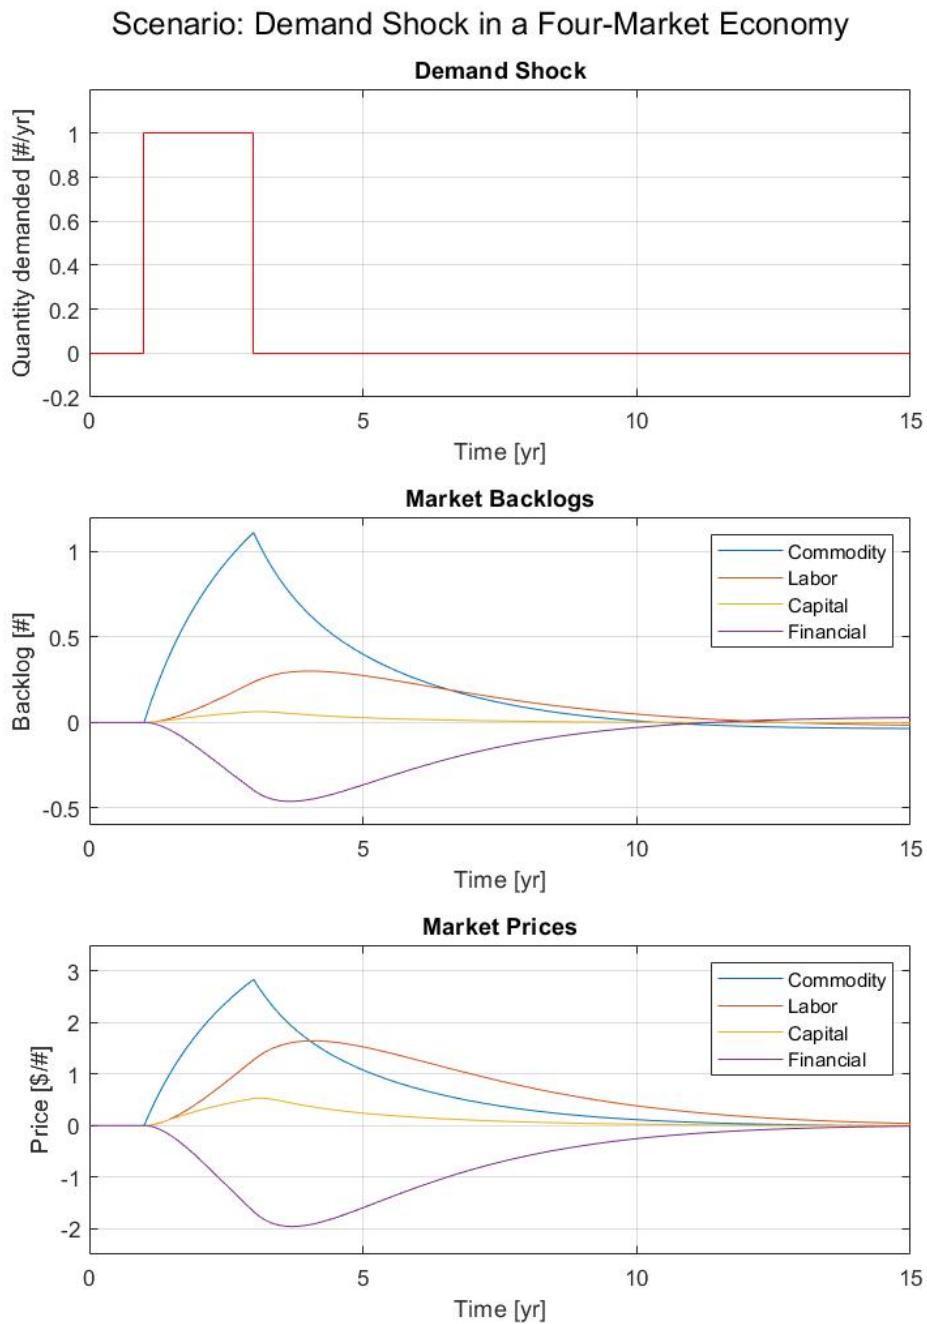 Scenario: Demand Shock in a Four-Market Economy
Demand Shock
Quantity demanded [#/yr]
1
0.8
0.6
0.4
0.2
0
-0.2
0
5
10
15
Time [yr]
Market Backlogs
Backlog [#]
1
0.5
0
-0.5
Commodity
Labor
Capital
Financial
0
5
10
15
Time [yr]
Market Prices
Price [$/#]
3
2
1
0
-1
-2
Commodity
Labor
Capital
Financial
0
5
10
15
Time [yr]